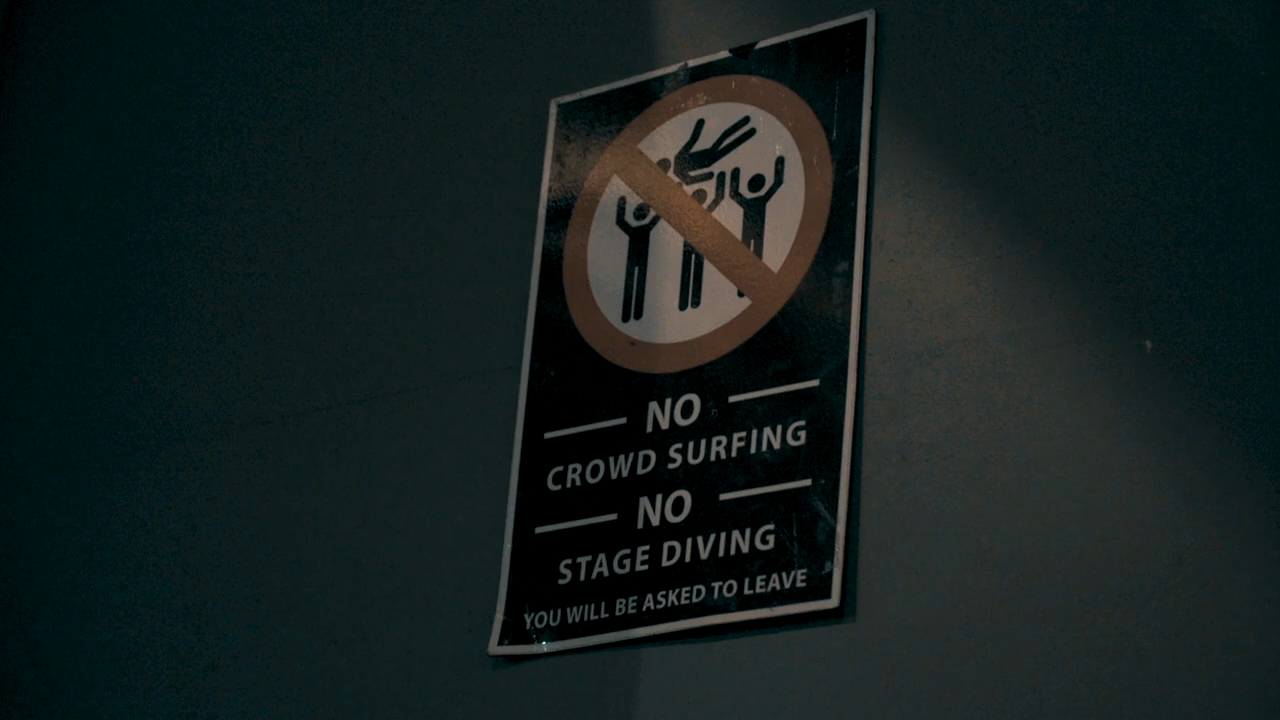 NO
CROWD SURFING
NO
STAGE DIVING
YOU WILL BE ASKED TO LEAVE